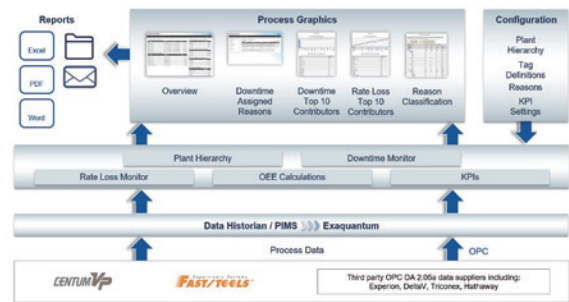 Reports
Excel
PDF
Word
Process Graphics
Overview
Downtime
Assigned
Reasons
Downtime
Top 10
Contributors
Rate Loss
Top 10
Contributors
Reason
Classification
Configuration
Plant
Hierarchy
Tag
Definitions
Reasons
KPI
Settings
Plant Hierarchy
Downtime Monitor
Rate Loss Monitor
OEE Calculations
KPIs
Data Historian / PIMS Exaquantum
Process Data
OPC
CENTUM VP
FAST/TOOLS
Third party OPC DA 2.05a data suppliers including:
Experion, DeltaV, Triconex, Hathaway